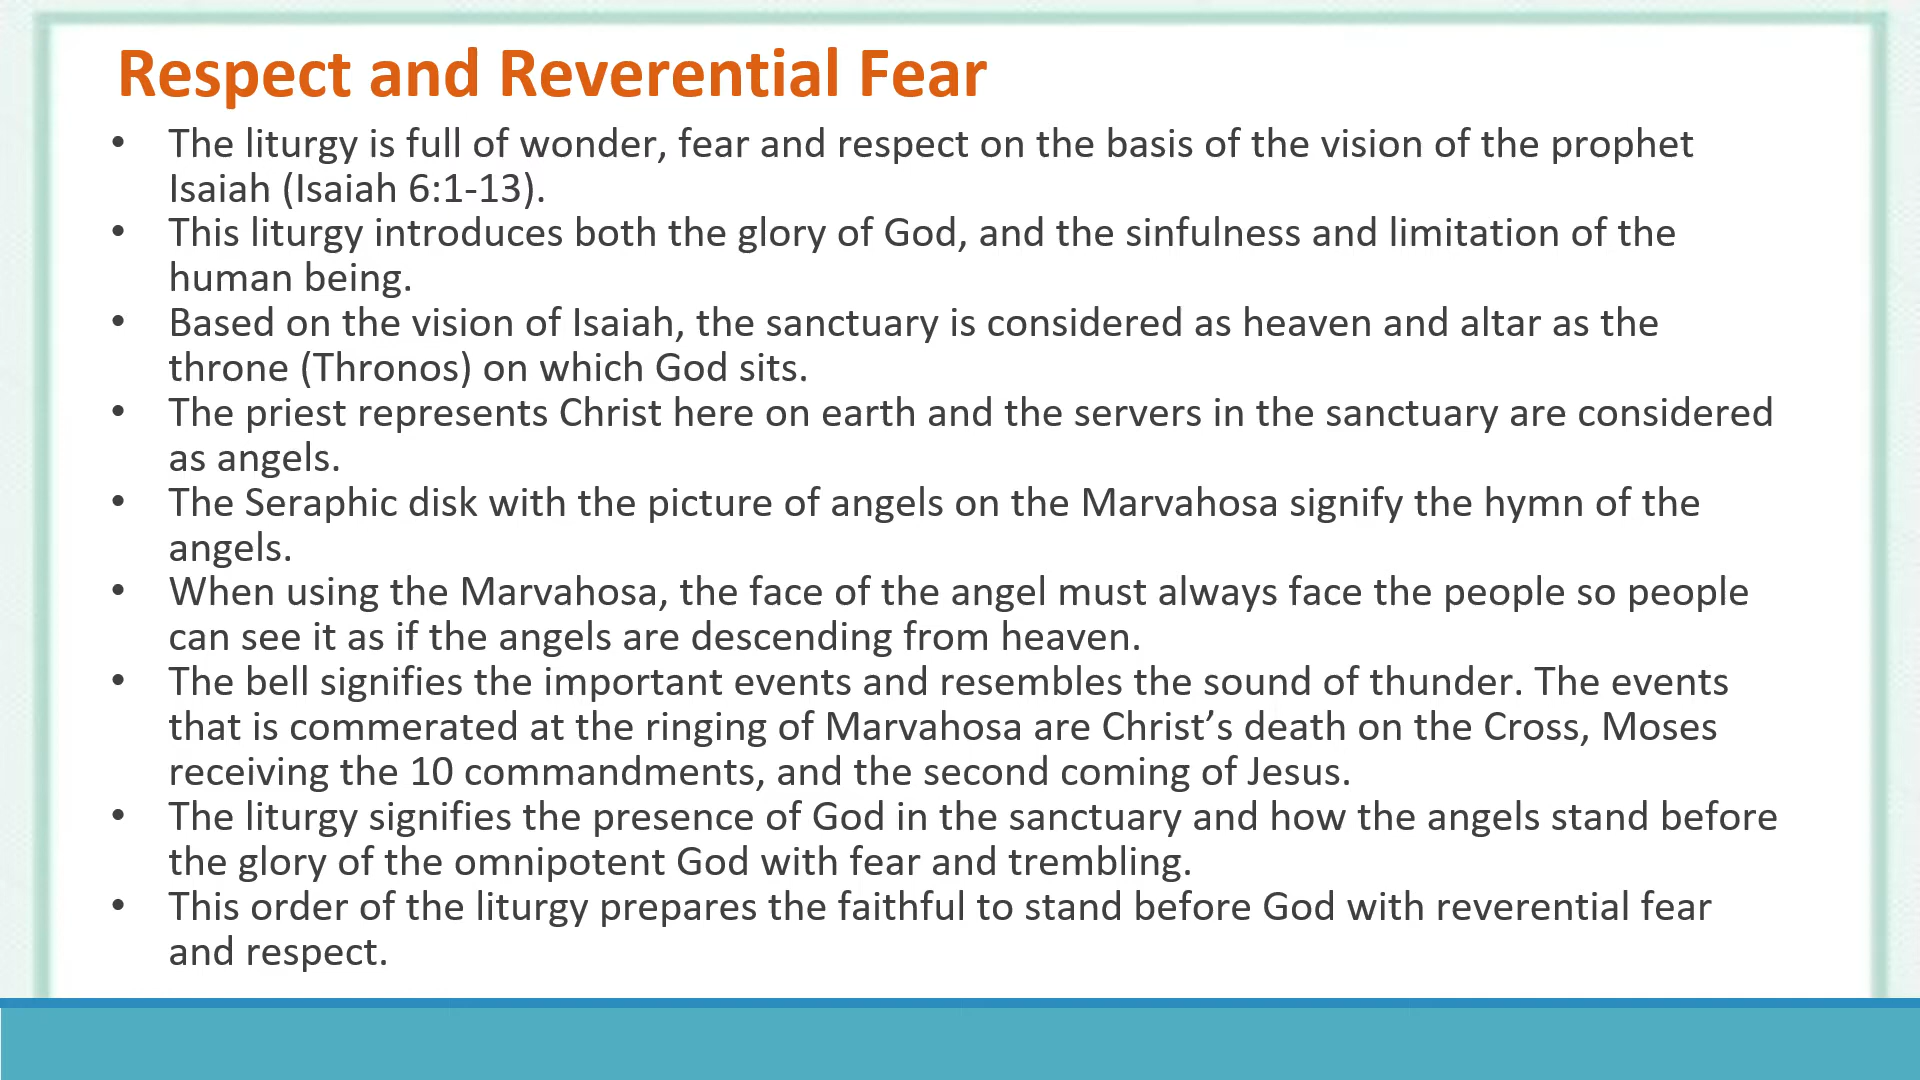 Respect and Reverential Fear
• The liturgy is full of wonder, fear and respect on the basis of the vision of the prophet
Isaiah (Isaiah 6:1-13).
• This liturgy introduces both the glory of God, and the sinfulness and limitation of the
human being.
• Based on the vision of Isaiah, the sanctuary is considered as heaven and altar as the
throne (Thronos) on which God sits.
• The priest represents Christ here on earth and the servers in the sanctuary are considered
as angels.
• The Seraphic disk with the picture of angels on the Marvahosa signify the hymn of the
angels.
• When using the Marvahosa, the face of the angel must always face the people so people
can see it as if the angels are descending from heaven.
• The bell signifies the important events and resembles the sound of thunder. The events
that is commerated at the ringing of Marvahosa are Christ’s death on the Cross, Moses
receiving the 10 commandments, and the second coming of Jesus.
• The liturgy signifies the presence of God in the sanctuary and how the angels stand before
the glory of the omnipotent God with fear and trembling.
• This order of the liturgy prepares the faithful to stand before God with reverential fear
and respect.